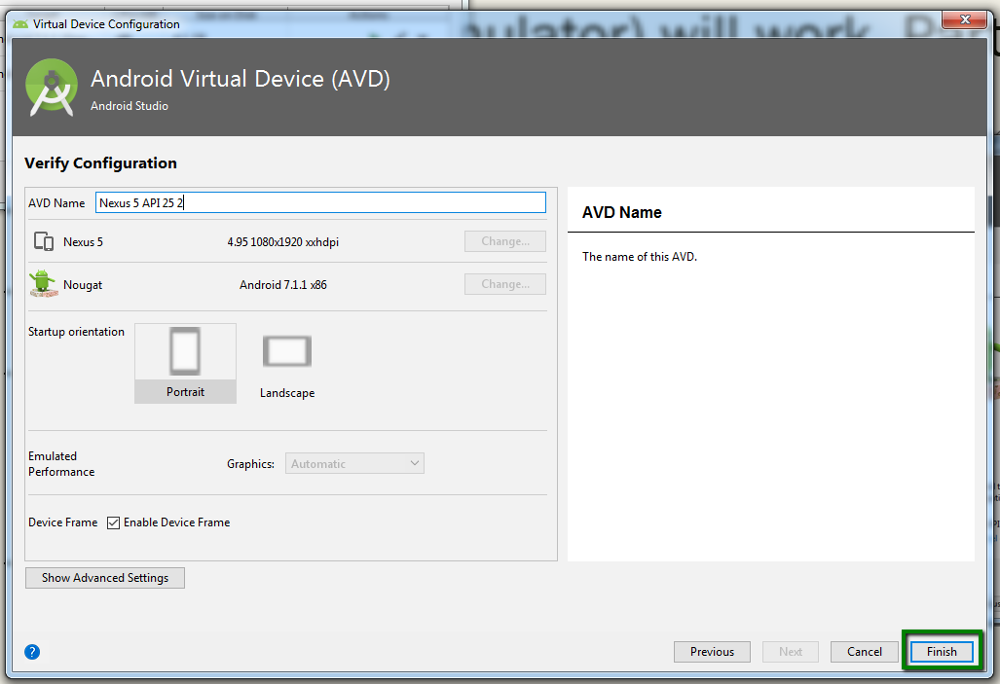 Virtual Device Configuration
ulator) will work. Part
Android Virtual Device (AVD)
Android Studio
Verify Configuration
AVD Name Nexus 5 API 25 2
Nexus 5 4.95 1080x1920 xxhdpi Change...
Nougat Android 7.1.1 x86 Change...
Startup orientation
Portrait
Landscape
Emulated
Performance
Graphics: Automatic
Device Frame Enable Device Frame
Show Advanced Settings
AVD Name
The name of this AVD.
?
Previous Next Cancel Finish